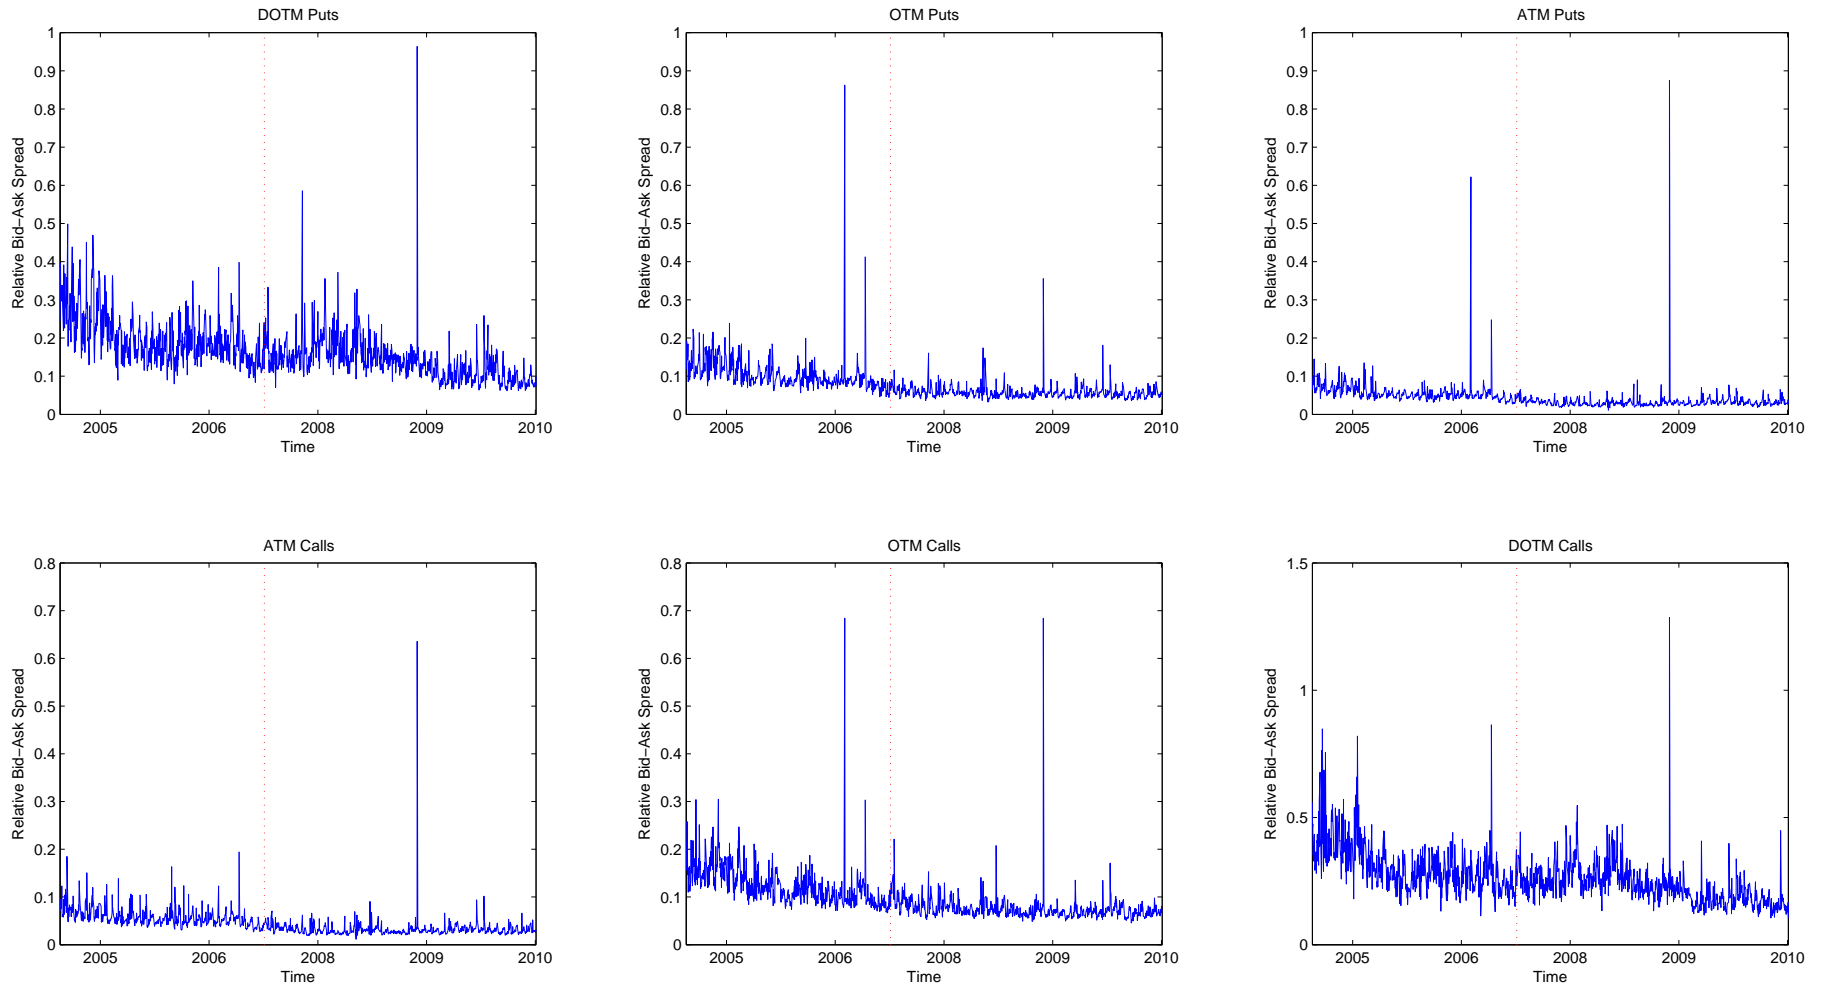 DOTM Puts
1
0.9
0.8
0.7
0.6
0.5
0.4
0.3
0.2
0.1
0
Relative Bid–Ask Spread
2005 2006 2008 2009 2010
Time
OTM Puts
1
0.9
0.8
0.7
0.6
0.5
0.4
0.3
0.2
0.1
0
Relative Bid–Ask Spread
2005 2006 2008 2009 2010
Time
ATM Puts
1
0.9
0.8
0.7
0.6
0.5
0.4
0.3
0.2
0.1
0
Relative Bid–Ask Spread
2005 2006 2008 2009 2010
Time
ATM Calls
0.8
0.7
0.6
0.5
0.4
0.3
0.2
0.1
0
Relative Bid–Ask Spread
2005 2006 2008 2009 2010
Time
OTM Calls
0.8
0.7
0.6
0.5
0.4
0.3
0.2
0.1
0
Relative Bid–Ask Spread
2005 2006 2008 2009 2010
Time
DOTM Calls
1.5
1
0.5
0
Relative Bid–Ask Spread
2005 2006 2008 2009 2010
Time